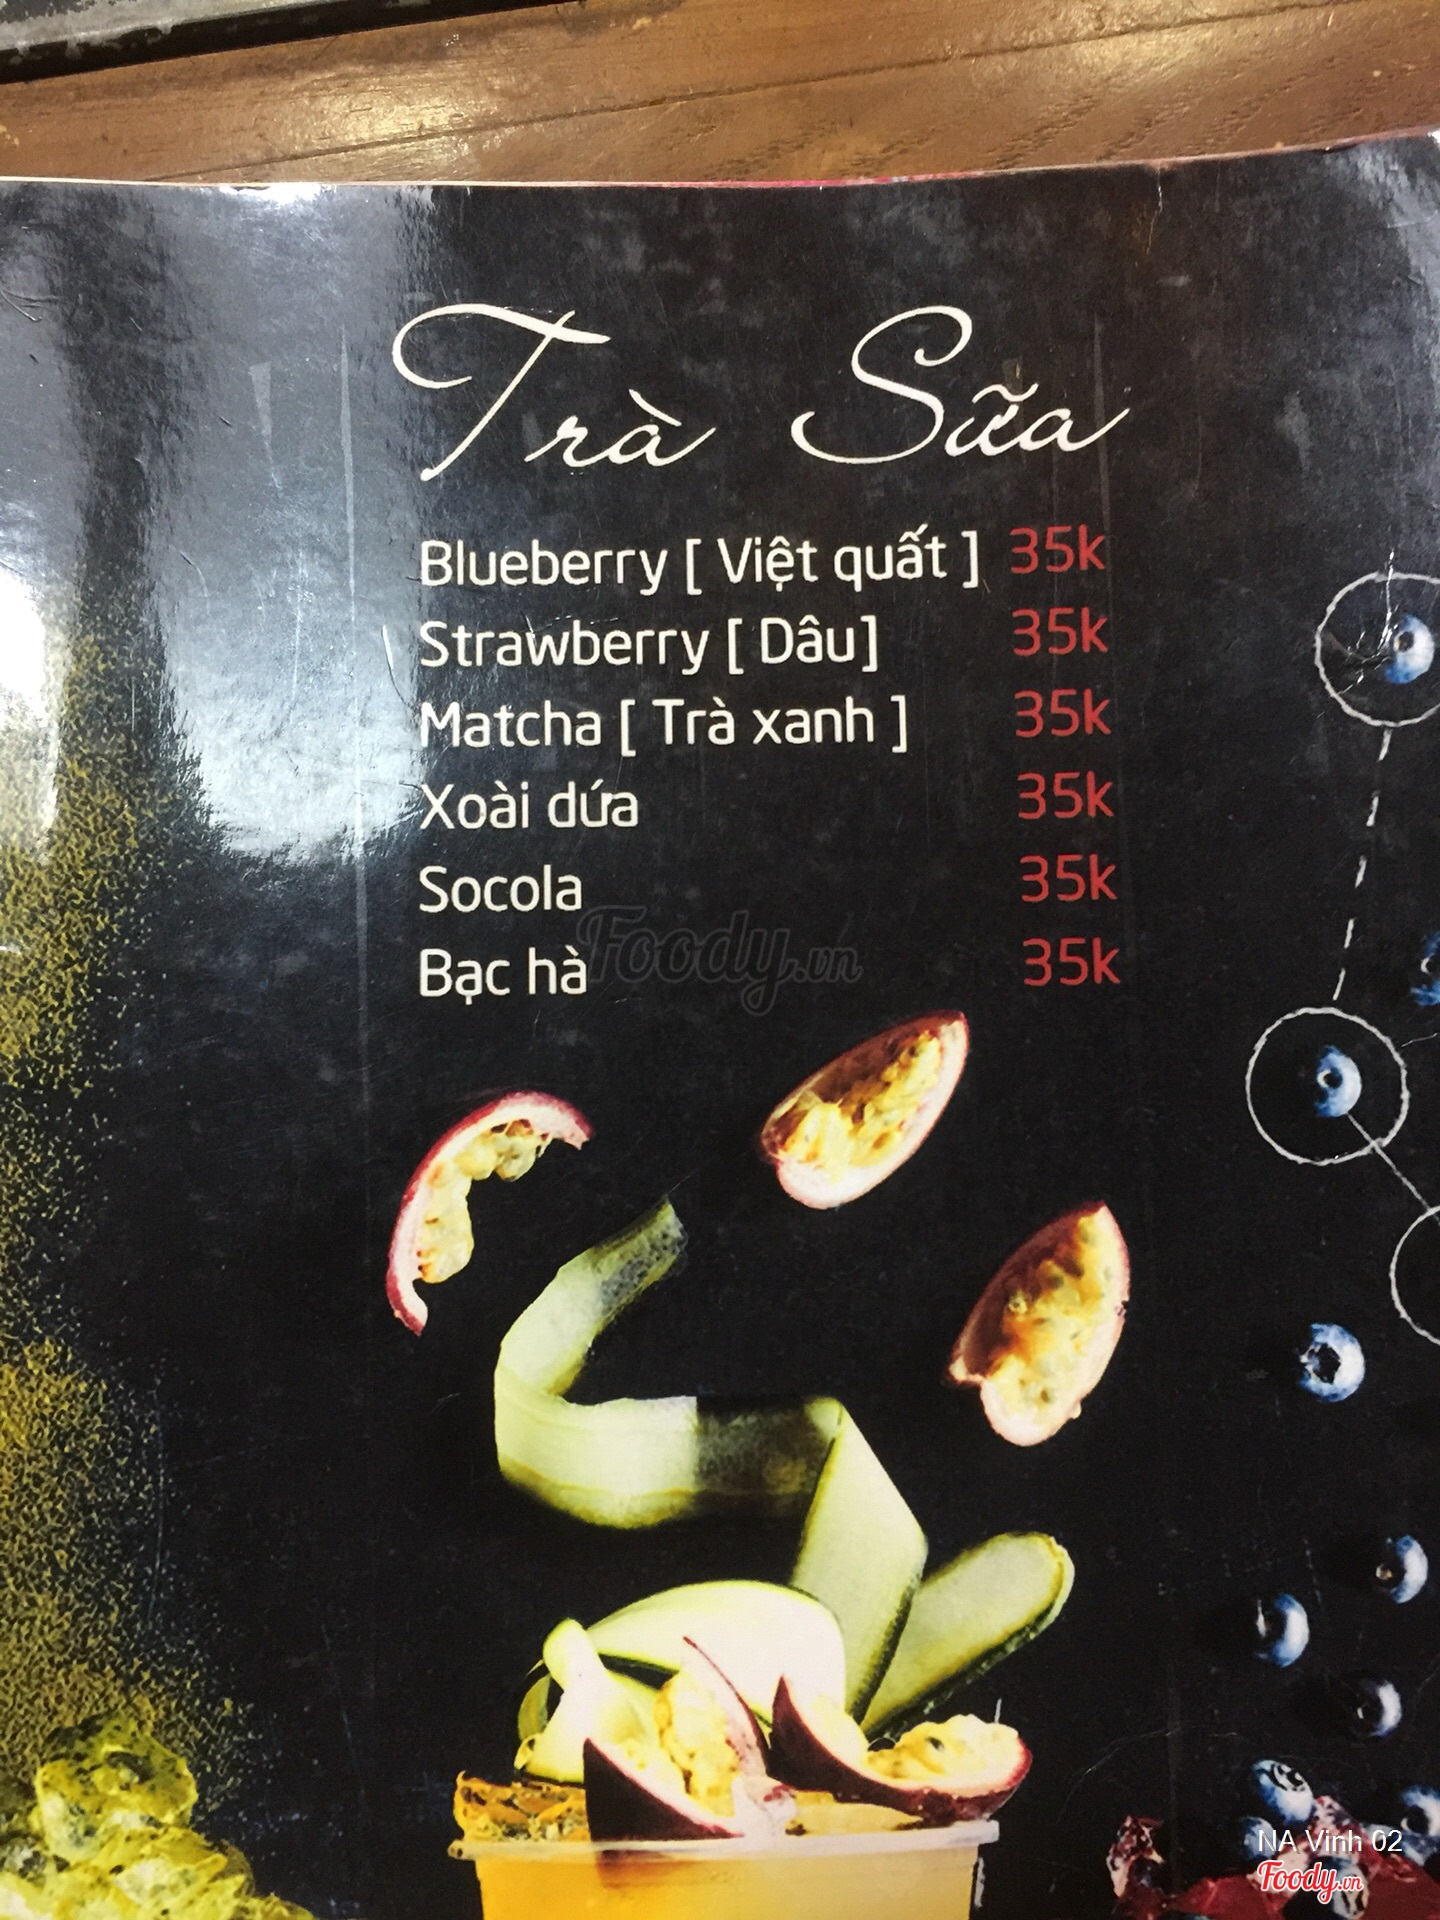 Trà Sữa
Blueberry [ Việt quất ] 35k
Strawberry [ Dâu] 35k
Matcha [ Trà xanh ] 35k
Xoài dứa 35k
Socola 35k
Bạc hà 35k
Foody.vn
NA Vinh 02
Foody.vn